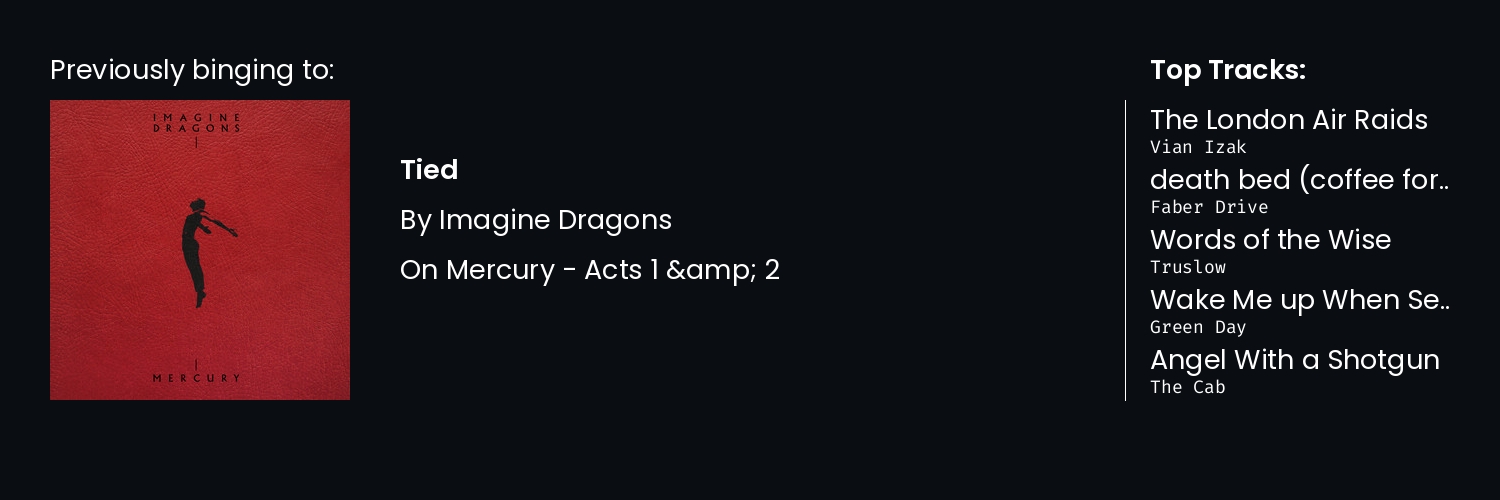 Previously binging to:
IMAGINE
DRAGONS
MERCURY
Tied
By Imagine Dragons
On Mercury - Acts 1 &amp; 2
Top Tracks:
The London Air Raids
Vian Izak
death bed (coffee for..
Faber Drive
Words of the Wise
Truslow
Wake Me up When Se..
Green Day
Angel With a Shotgun
The Cab